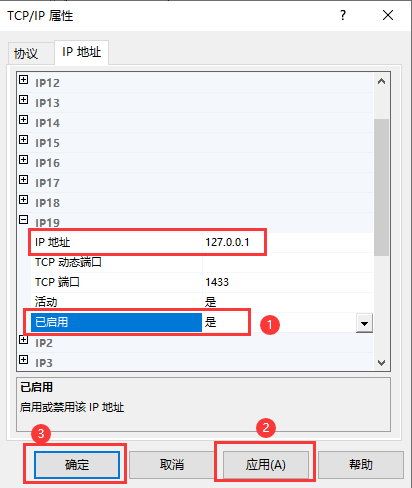 TCP/IP 属性 ?
协议 IP 地址
IP12
IP13
IP14
IP15
IP16
IP17
IP18
IP19
IP 地址 127.0.0.1
TCP 动态端口
TCP 端口 1433
活动 是
已启用 是
1
IP2
IP3
已启用
启用或禁用该 IP 地址
3 2
确定 取消 应用(A) 帮助